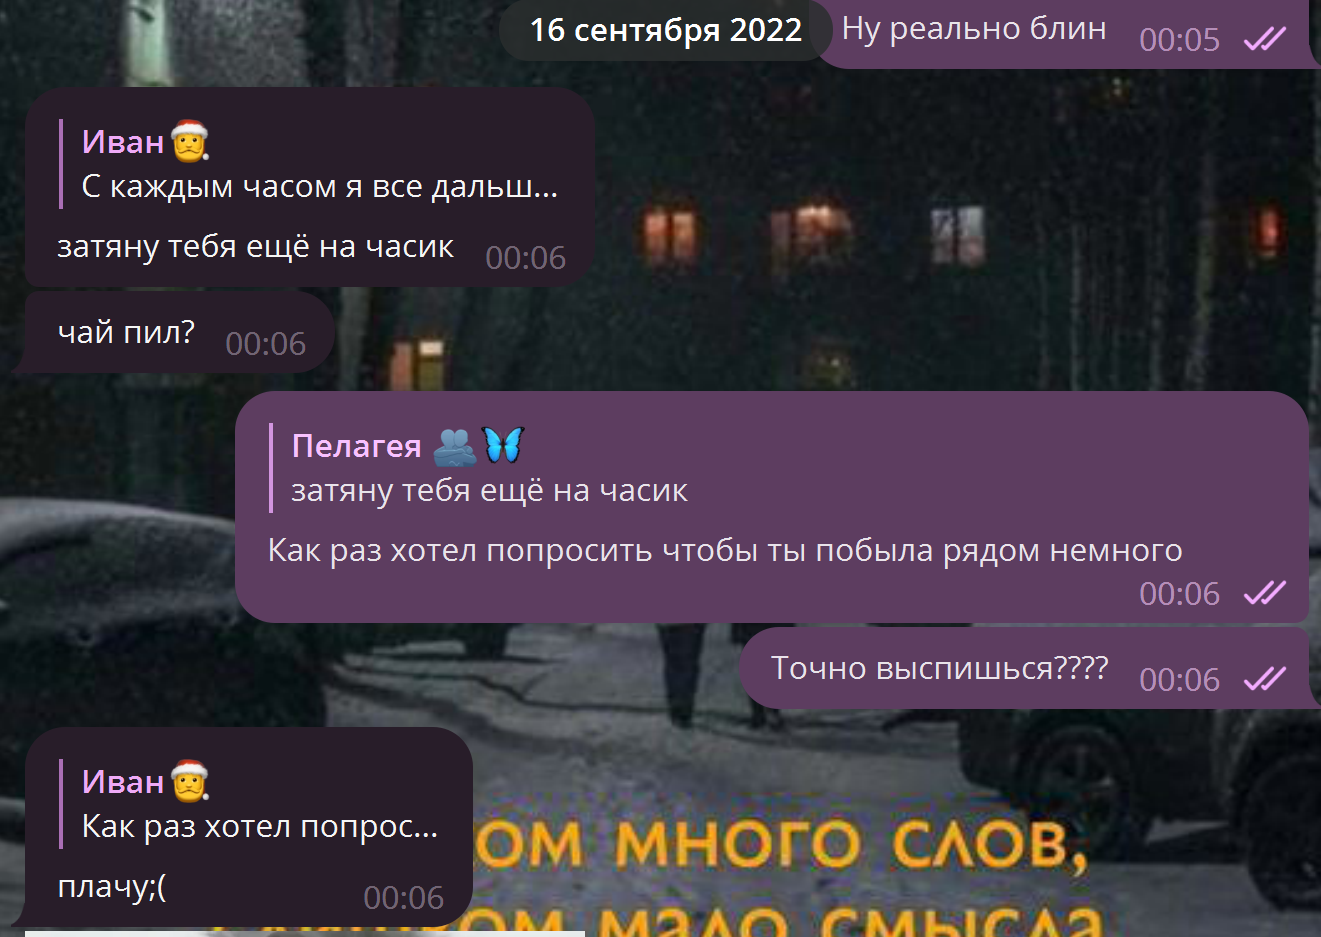 16 сентября 2022
Ну реально блин 00:05
Иван
С каждым часом я все дальш...
затяну тебя ещё на часик 00:06
чай пил? 00:06
Пелагея
затяну тебя ещё на часик
Как раз хотел попросить чтобы ты побыла рядом немного
00:06
Точно выспишься???? 00:06
Иван
Как раз хотел попрос...
плачу;( 00:06
ОМ МНОГО СЛОВ,
ОМ МАЛО СМЫСЛА